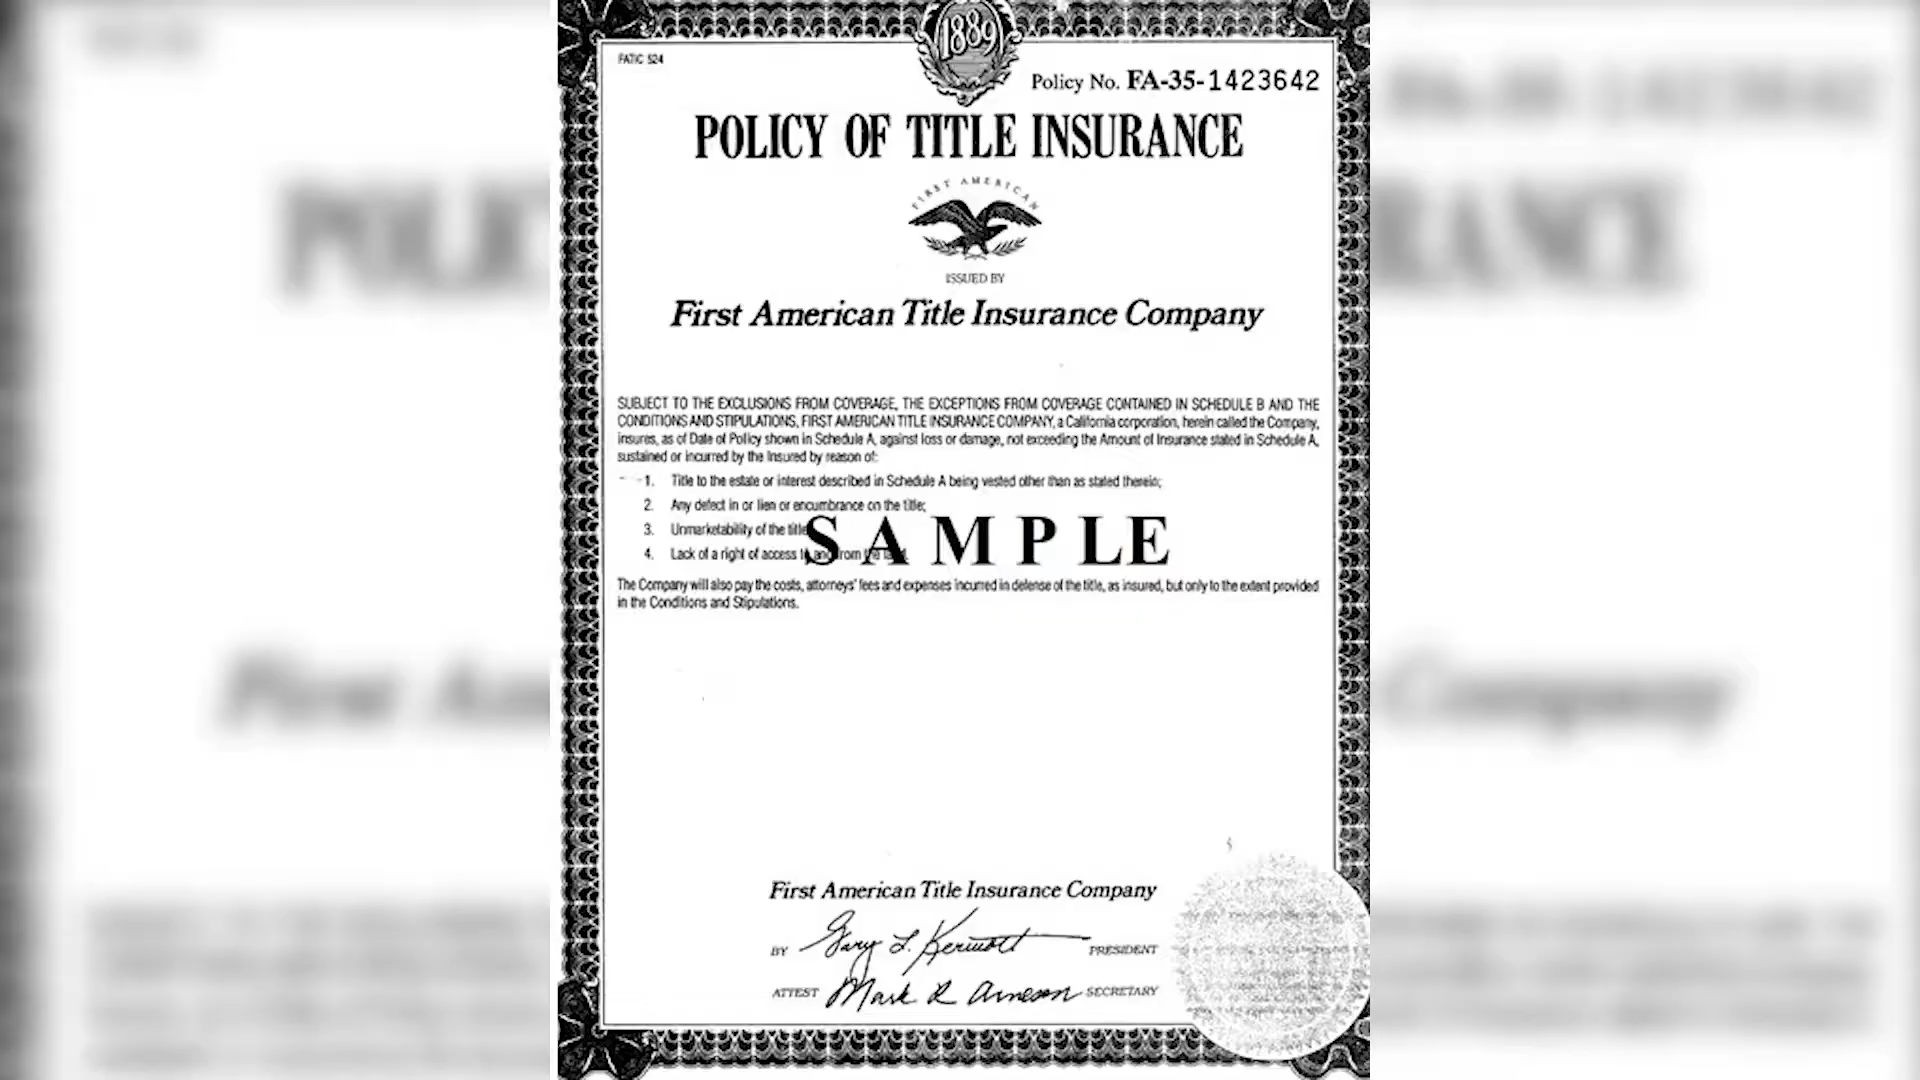 1889
FATIC 524
Policy No. FA-35-1423642
POLICY OF TITLE INSURANCE
FIRST AMERICAN
ISSUED BY
First American Title Insurance Company
SUBJECT TO THE EXCLUSIONS FROM COVERAGE, THE EXCEPTIONS FROM COVERAGE CONTAINED IN SCHEDULE B AND THE
CONDITIONS AND STIPULATIONS, FIRST AMERICAN TITLE INSURANCE COMPANY, a California corporation, herein called the Company,
insures, as of Date of Policy shown in Schedule A, against loss or damage, not exceeding the Amount of Insurance stated in Schedule A,
sustained or incurred by the Insured by reason of:
1. Title to the estate or interest described in Schedule A being vested other than as stated therein;
2. Any defect in or lien or encumbrance on the title;
3. Unmarketability of the title
4. Lack of a right of access to and from the land.
SAMPLE
The Company will also pay the costs, attorneys' fees and expenses incurred in defense of the title, as insured, but only to the extent provided
in the Conditions and Stipulations.
First American Title Insurance Company
BY Gary L. Kermott PRESIDENT
ATTEST Mark R Arneson SECRETARY